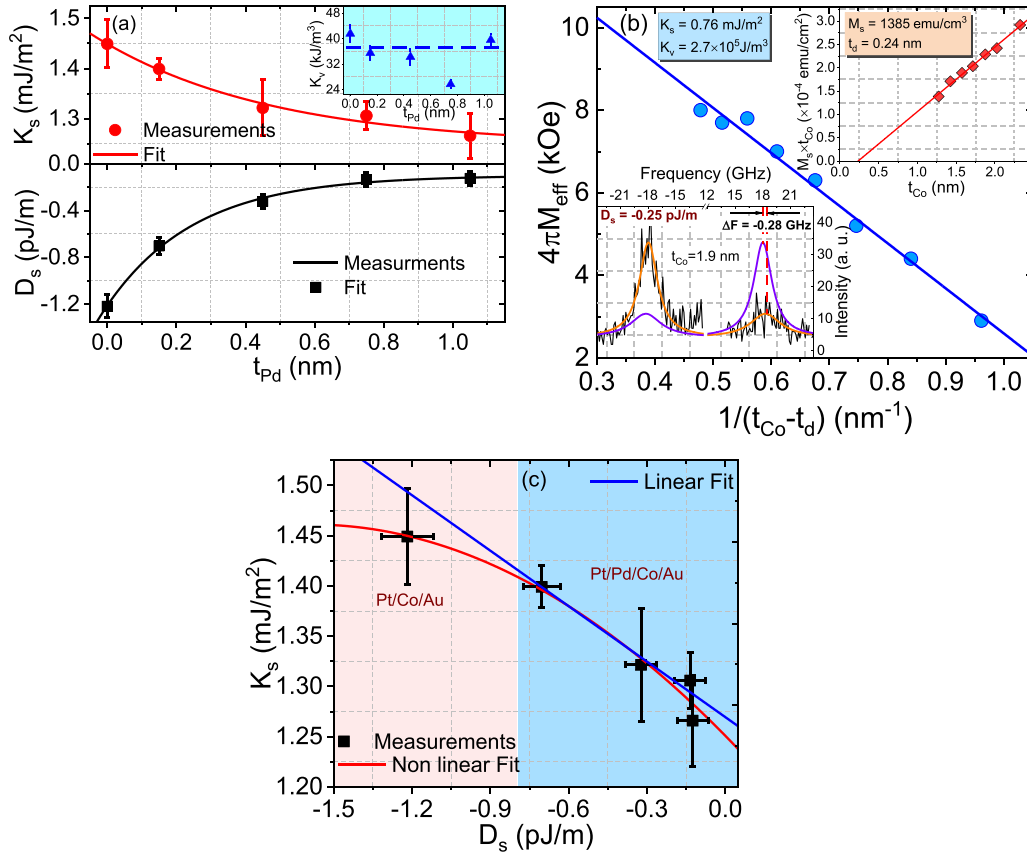 (a)
K_s (mJ/m²)
1.5
1.4
1.3
0.0
Measurements
Fit
K_v (kJ/m³)
48
42
36
30
24
0.0 0.2 0.4 0.6 0.8 1.0
t_Pd (nm)
D_s (pJ/m)
-0.4
-0.8
-1.2
Measurments
Fit
0.0 0.2 0.4 0.6 0.8 1.0
t_Pd (nm)
(b)
4πM_eff (kOe)
10
8
6
4
2
K_s = 0.76 mJ/m²
K_v = 2.7×10⁵J/m³
M_s = 1385 emu/cm³
t_d = 0.24 nm
M_s×t_Co (×10⁻⁴ emu/cm²)
3.0
2.5
2.0
1.5
1.0
0.5
0.0
0.0 0.5 1.0 1.5 2.0
t_Co (nm)
Frequency (GHz)
-21 -18 -15 12 15 18 21
D_s = -0.25 pJ/m
ΔF = -0.28 GHz
t_Co=1.9 nm
Intensity (a. u.)
40
30
20
10
0
0.3 0.4 0.5 0.6 0.7 0.8 0.9 1.0
1/(t_Co-t_d) (nm⁻¹)
(c)
Linear Fit
K_s (mJ/m²)
1.50
1.45
1.40
1.35
1.30
1.25
1.20
Pt/Co/Au
Pt/Pd/Co/Au
Measurements
Non linear Fit
-1.5 -1.2 -0.9 -0.6 -0.3 0.0
D_s (pJ/m)